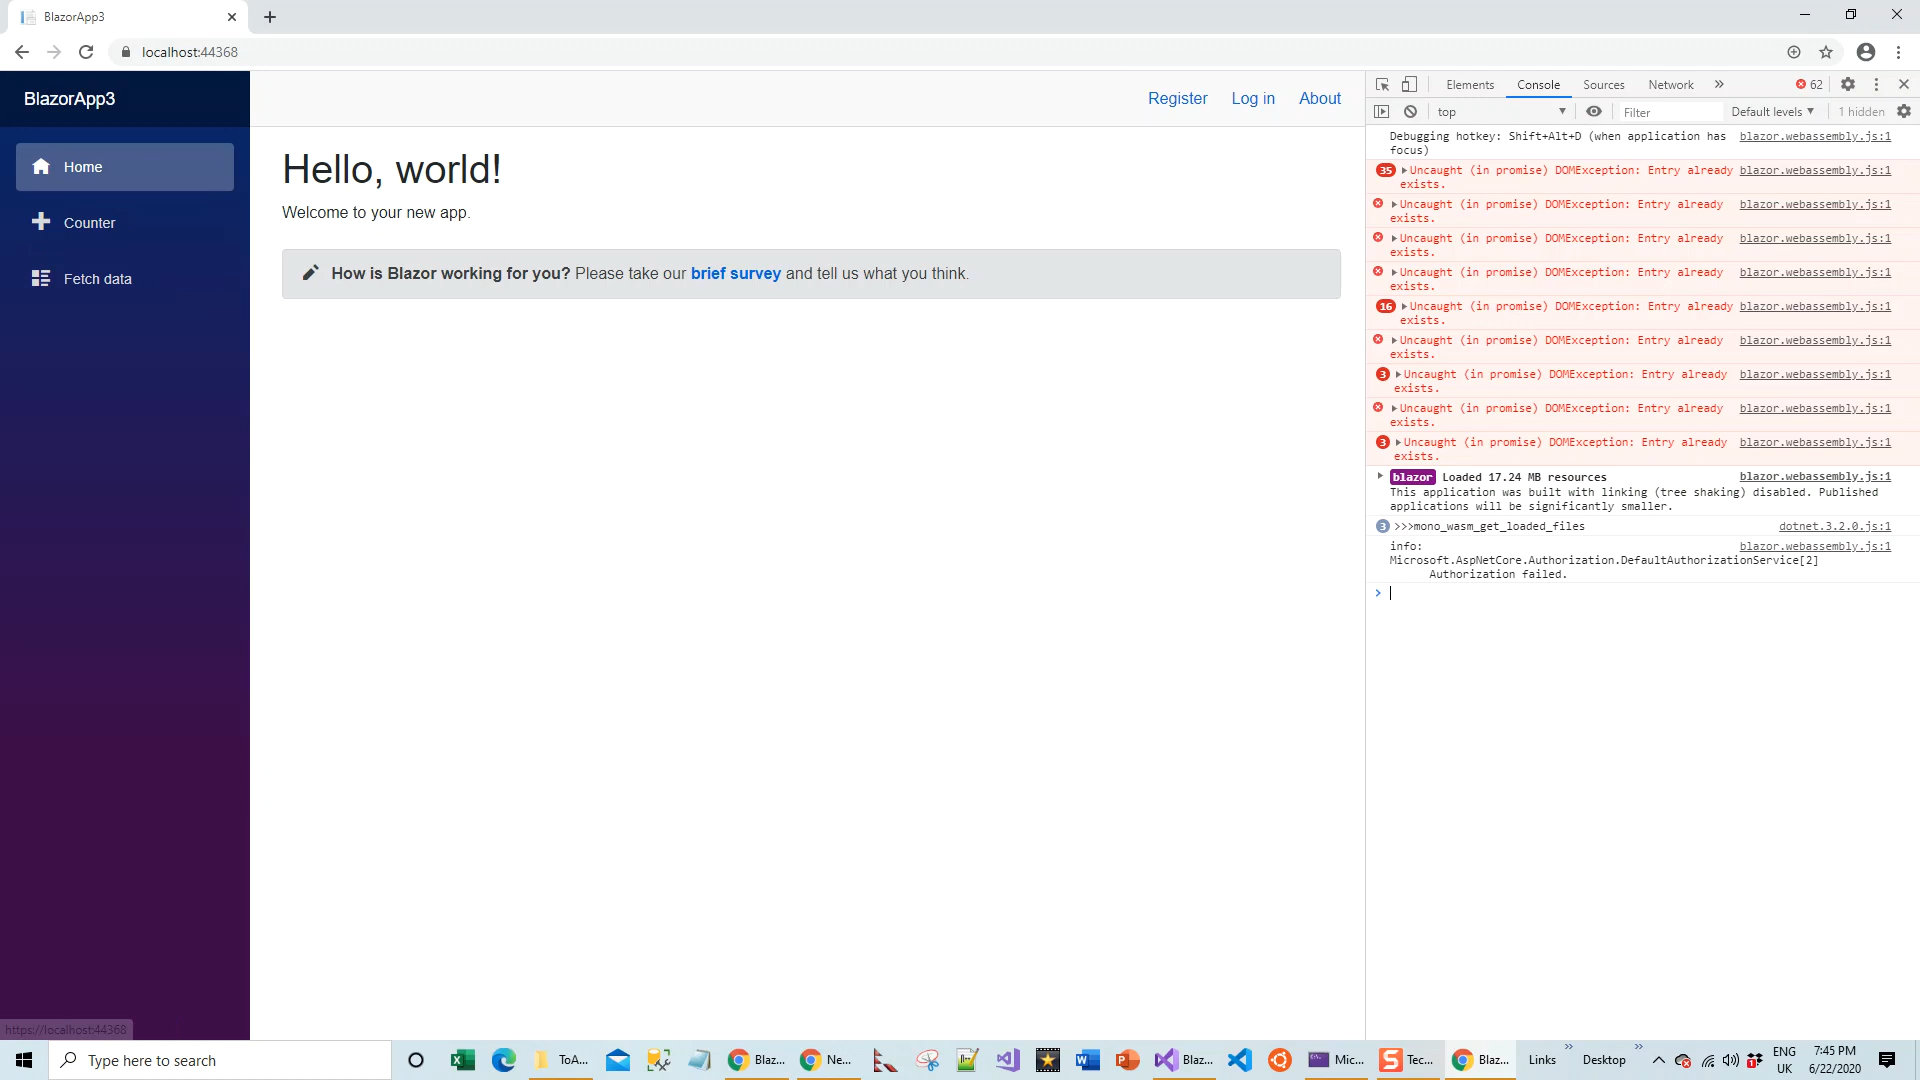 BlazorApp3
localhost:44368
BlazorApp3
Home
Counter
Fetch data
https://localhost:44368
Register Log in About
Hello, world!
Welcome to your new app.
How is Blazor working for you? Please take our brief survey and tell us what you think.
Elements Console Sources Network » 62
top Filter Default levels 1 hidden
Debugging hotkey: Shift+Alt+D (when application has blazor.webassembly.js:1
focus)
35 Uncaught (in promise) DOMException: Entry already blazor.webassembly.js:1
exists.
Uncaught (in promise) DOMException: Entry already blazor.webassembly.js:1
exists.
Uncaught (in promise) DOMException: Entry already blazor.webassembly.js:1
exists.
Uncaught (in promise) DOMException: Entry already blazor.webassembly.js:1
exists.
16 Uncaught (in promise) DOMException: Entry already blazor.webassembly.js:1
exists.
Uncaught (in promise) DOMException: Entry already blazor.webassembly.js:1
exists.
3 Uncaught (in promise) DOMException: Entry already blazor.webassembly.js:1
exists.
Uncaught (in promise) DOMException: Entry already blazor.webassembly.js:1
exists.
3 Uncaught (in promise) DOMException: Entry already blazor.webassembly.js:1
exists.
blazor Loaded 17.24 MB resources blazor.webassembly.js:1
This application was built with linking (tree shaking) disabled. Published
applications will be significantly smaller.
3 >>>mono_wasm_get_loaded_files dotnet.3.2.0.js:1
info: blazor.webassembly.js:1
Microsoft.AspNetCore.Authorization.DefaultAuthorizationService[2]
Authorization failed.
Type here to search
ToA... Blaz... Ne... Blaz... Mic... Tec... Blaz... Links » Desktop »
ENG
UK
7:45 PM
6/22/2020